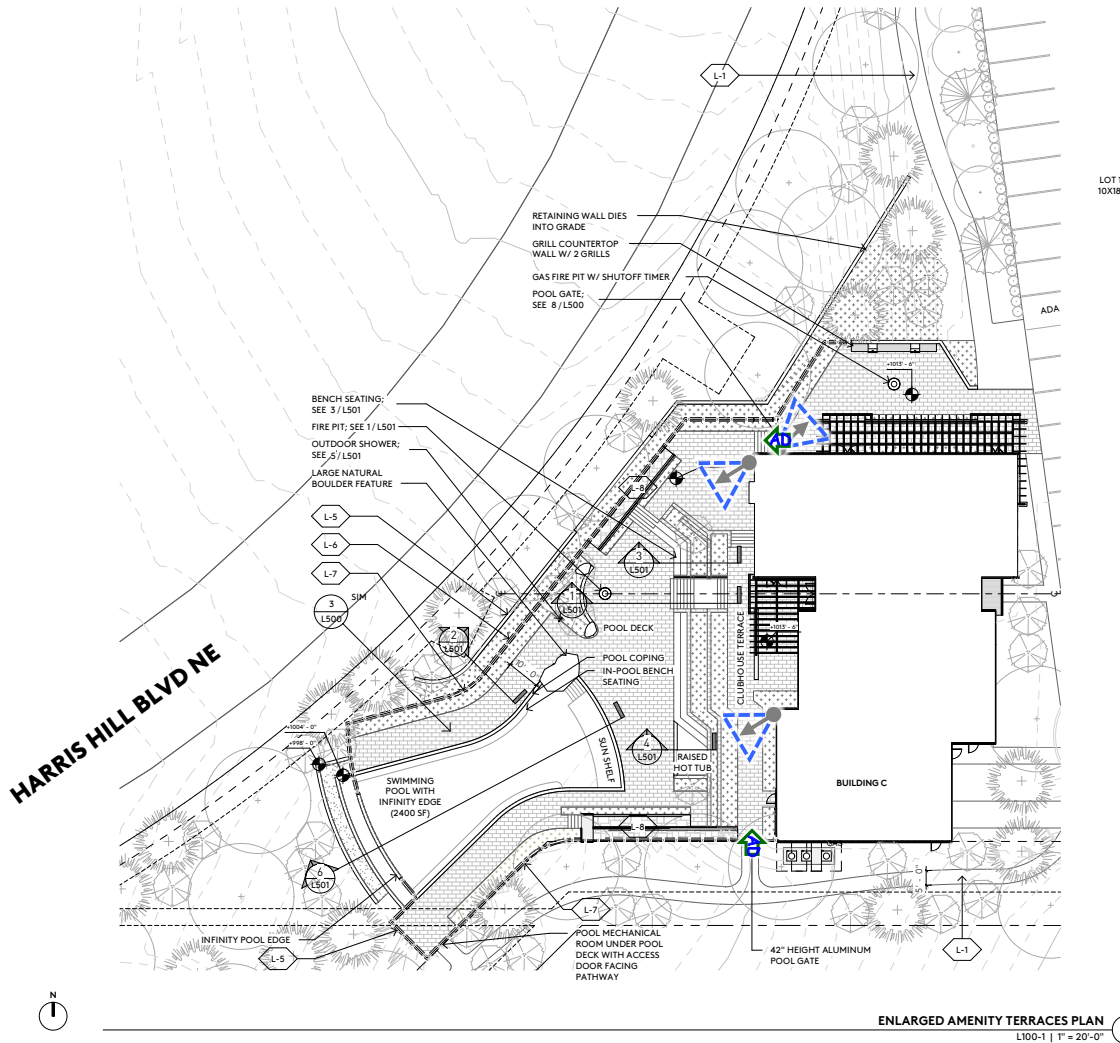 L-1
LOT 1
10X18
RETAINING WALL DIES
INTO GRADE
GRILL COUNTERTOP
WALL W/ 2 GRILLS
GAS FIRE PIT W/ SHUTOFF TIMER
POOL GATE;
SEE 8 / L500
ADA
+1013' - 6"
BENCH SEATING;
SEE 3 / L501
FIRE PIT; SEE 1 / L501
OUTDOOR SHOWER;
SEE 5 / L501
LARGE NATURAL
BOULDER FEATURE
AD
L-8
L-5
L-6
L-7
3
L500
SIM
3
L501
1
L501
2
L501
POOL DECK
POOL COPING
IN-POOL BENCH
SEATING
CLUBHOUSE TERRACE
+1013' - 6"
HARRIS HILL BLVD NE
+1004' - 0"
+998' - 0"
SWIMMING
POOL WITH
INFINITY EDGE
(2400 SF)
SUN SHELF
4
L501
RAISED
HOT TUB
BUILDING C
L-8
AD
GAS
6
L501
5' - 0"
INFINITY POOL EDGE
L-5
L-7
POOL MECHANICAL
ROOM UNDER POOL
DECK WITH ACCESS
DOOR FACING
PATHWAY
42" HEIGHT ALUMINUM
POOL GATE
L-1
N
ENLARGED AMENITY TERRACES PLAN
L100-1 | 1" = 20'-0"